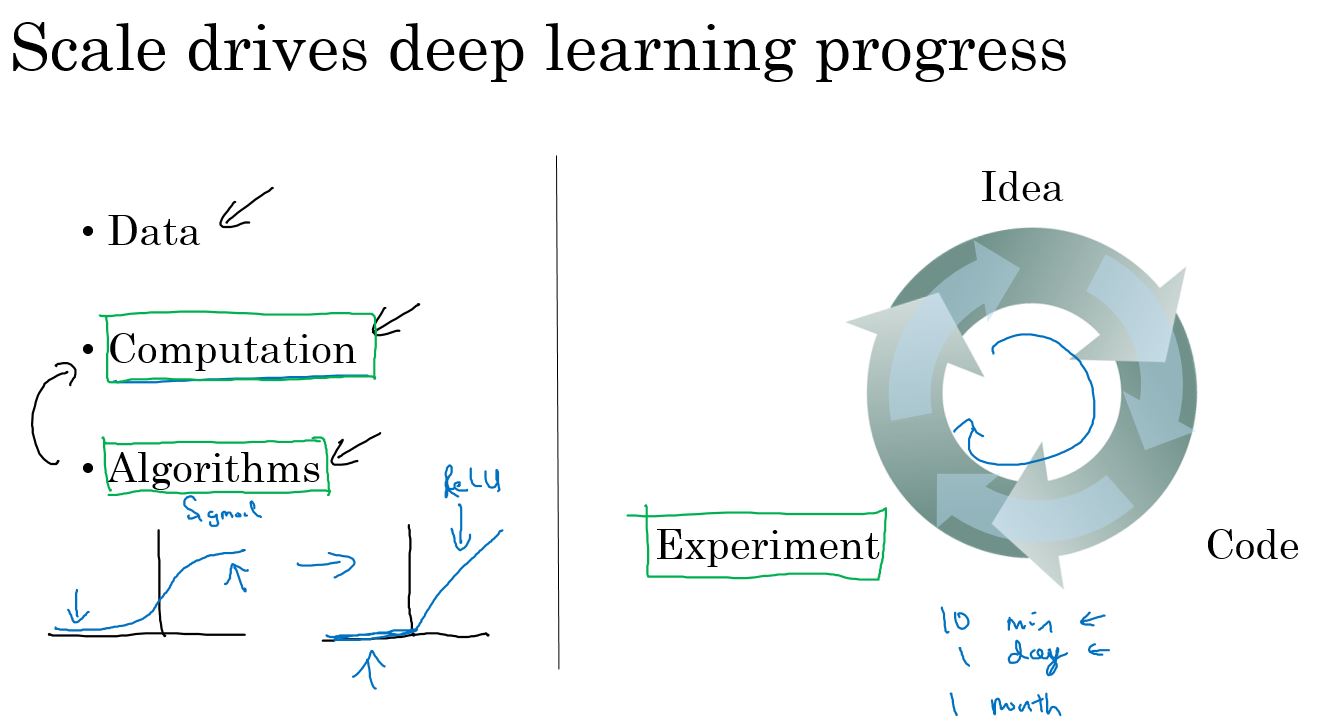 Scale drives deep learning progress
• Data
• Computation
• Algorithms
Sigmoid
ReLU
Idea
Experiment
Code
10 min
1 day
1 month